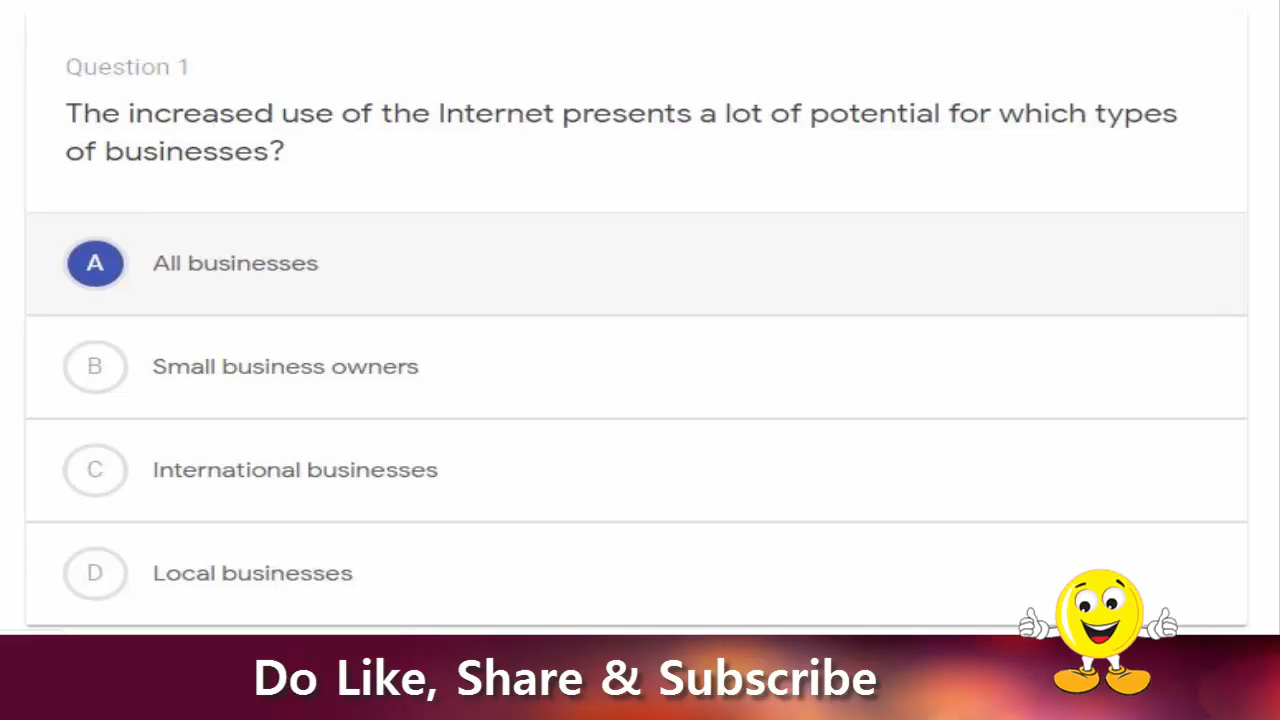 Question 1
The increased use of the Internet presents a lot of potential for which types
of businesses?
A All businesses
B Small business owners
C International businesses
D Local businesses
Do Like, Share & Subscribe